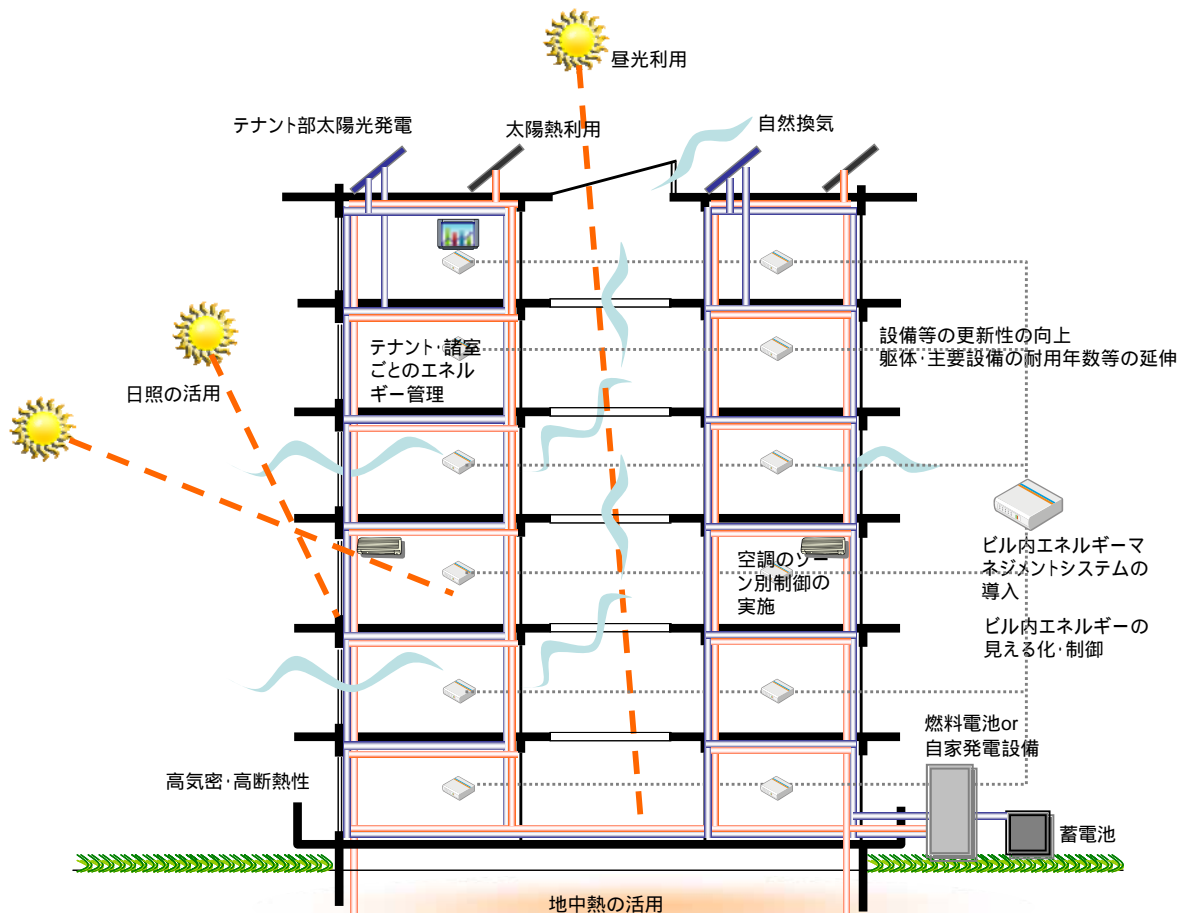 昼光利用
テナント部太陽光発電
太陽熱利用
自然換気
設備等の更新性の向上
躯体・主要設備の耐用年数等の延伸
テナント・諸室
ごとのエネル
ギー管理
日照の活用
空調のゾー
ン別制御の
実施
ビル内エネルギーマ
ネジメントシステムの
導入
ビル内エネルギーの
見える化・制御
燃料電池or
自家発電設備
高気密・高断熱性
蓄電池
地中熱の活用